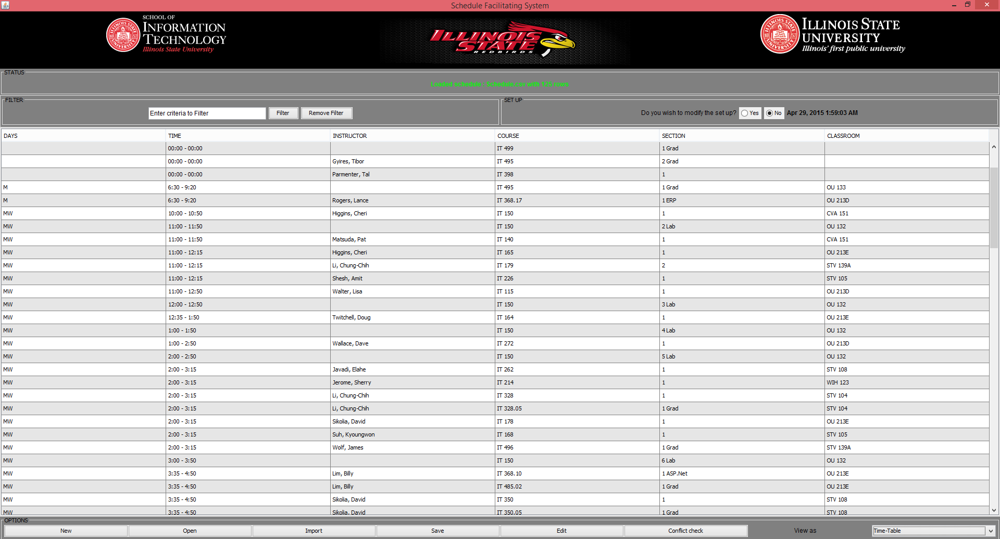 Schedule Facilitating System
SCHOOL OF
INFORMATION
TECHNOLOGY
Illinois State University
ILLINOIS
STATE
REDBIRDS
ILLINOIS STATE
UNIVERSITY
Illinois' first public university
18 57
18 57
STATUS
Loaded schedule : Schedule.csv with 125 rows
FILTER
Enter criteria to Filter Filter Remove Filter
SET UP
Do you wish to modify the set up? Yes No Apr 29, 2015 1:59:03 AM
DAYS TIME INSTRUCTOR COURSE SECTION CLASSROOM
00:00 - 00:00 IT 499 1 Grad
00:00 - 00:00 Gyires, Tibor IT 495 2 Grad
00:00 - 00:00 Parmenter, Tal IT 398 1
M 6:30 - 9:20 IT 495 1 Grad OU 133
M 6:30 - 9:20 Rogers, Lance IT 368.17 1 ERP OU 213D
MW 10:00 - 10:50 Higgins, Cheri IT 150 1 CVA 151
MW 11:00 - 11:50 IT 150 2 Lab OU 132
MW 11:00 - 11:50 Matsuda, Pat IT 140 1 CVA 151
MW 11:00 - 12:15 Higgins, Cheri IT 165 1 OU 213E
MW 11:00 - 12:15 Li, Chung-Chih IT 179 2 STV 139A
MW 11:00 - 12:15 Shesh, Amit IT 226 1 STV 105
MW 11:00 - 12:50 Walter, Lisa IT 115 1 OU 213D
MW 12:00 - 12:50 IT 150 3 Lab OU 132
MW 12:35 - 1:50 Twitchell, Doug IT 164 1 OU 213E
MW 1:00 - 1:50 IT 150 4 Lab OU 132
MW 1:00 - 2:50 Wallace, Dave IT 272 1 OU 213D
MW 2:00 - 2:50 IT 150 5 Lab OU 132
MW 2:00 - 3:15 Javadi, Elahe IT 262 1 STV 108
MW 2:00 - 3:15 Jerome, Sherry IT 214 1 WIH 123
MW 2:00 - 3:15 Li, Chung-Chih IT 328 1 STV 104
MW 2:00 - 3:15 Li, Chung-Chih IT 328.05 1 Grad STV 104
MW 2:00 - 3:15 Sikolia, David IT 178 1 OU 213E
MW 2:00 - 3:15 Suh, Kyoungwon IT 168 1 STV 105
MW 2:00 - 3:15 Wolf, James IT 496 1 Grad STV 139A
MW 3:00 - 3:50 IT 150 6 Lab OU 132
MW 3:35 - 4:50 Lim, Billy IT 368.10 1 ASP.Net OU 213E
MW 3:35 - 4:50 Lim, Billy IT 485.02 1 Grad OU 213E
MW 3:35 - 4:50 Sikolia, David IT 350 1 STV 108
MW 3:35 - 4:50 Sikolia, David IT 350.05 1 Grad STV 108
OPTIONS
New Open Import Save Edit Conflict check View as Time-Table